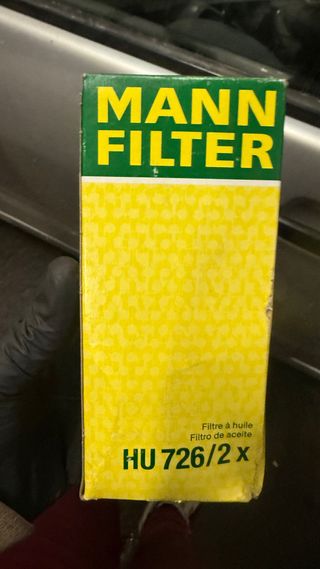 MANN
FILTER
Filtre à huile
Filtro de aceite
HU 726/2 x